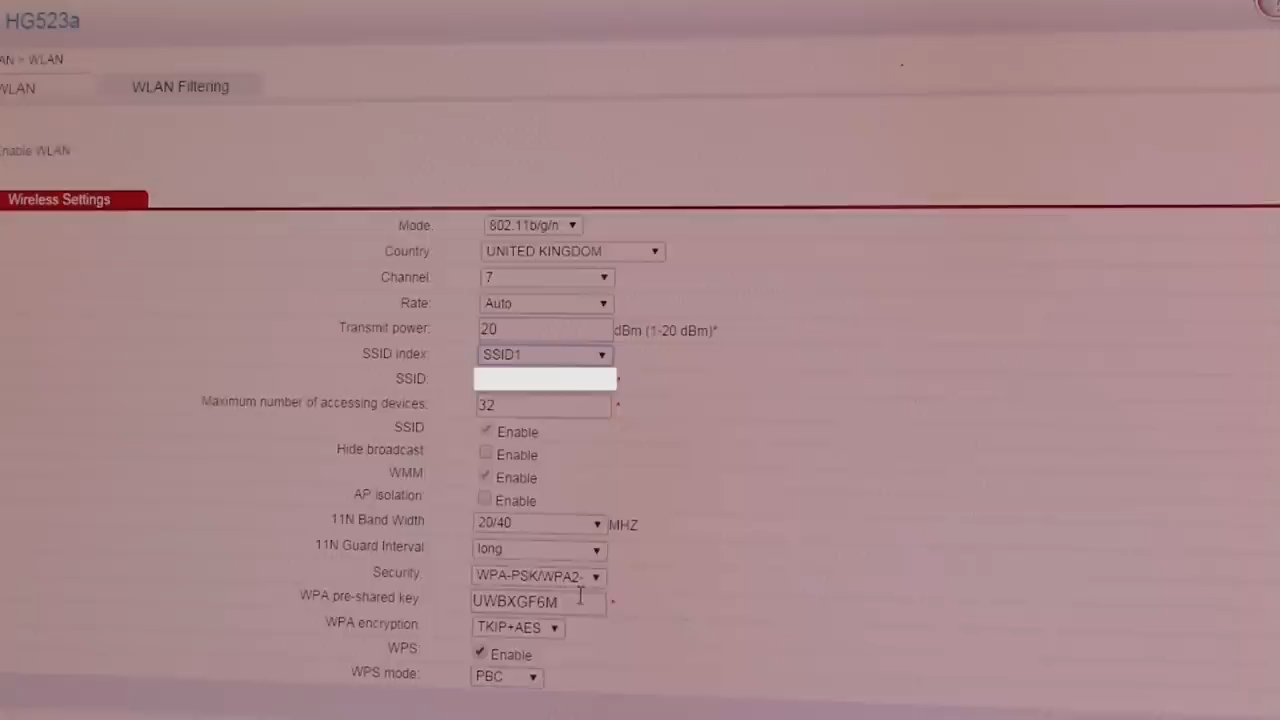 HG523a
AN > WLAN
WLAN
WLAN Filtering
Enable WLAN
Wireless Settings
Mode: 802.11b/g/n
Country: UNITED KINGDOM
Channel: 7
Rate: Auto
Transmit power: 20 dBm (1-20 dBm)*
SSID index: SSID1
SSID: *
Maximum number of accessing devices: 32 *
SSID Enable
Hide broadcast: Enable
WMM: Enable
AP isolation: Enable
11N Band Width 20/40 MHZ
11N Guard Interval long
Security: WPA-PSK/WPA2-
WPA pre-shared key: UWBXGF6M *
WPA encryption: TKIP+AES
WPS: Enable
WPS mode: PBC